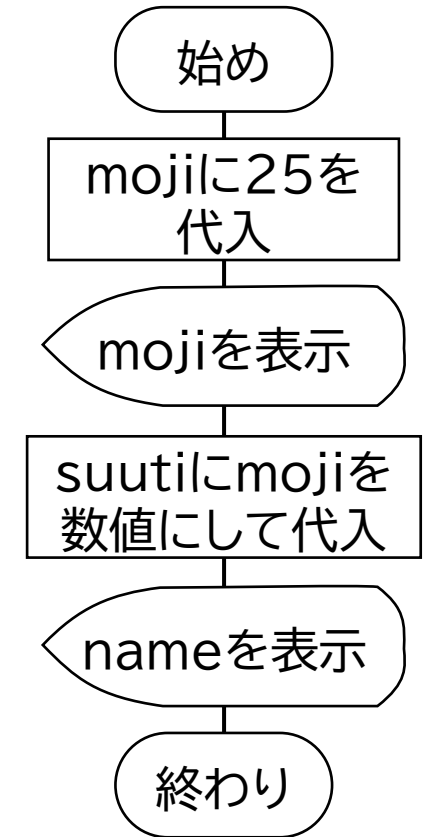 始め
mojiに25を
代入
mojiを表示
suutiにmojiを
数値にして代入
nameを表示
終わり